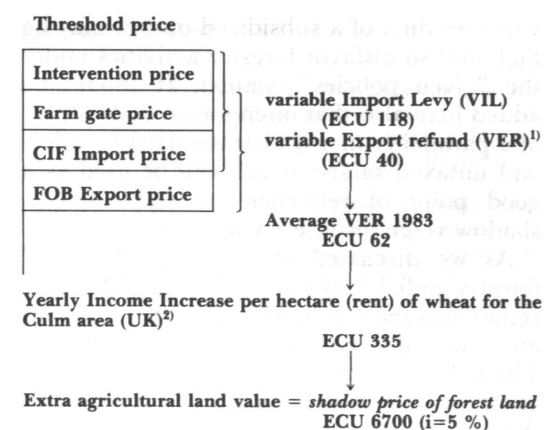 Threshold price
Intervention price
Farm gate price
CIF Import price
FOB Export price
variable Import Levy (VIL)
(ECU 118)
variable Export refund (VER)¹⁾
(ECU 40)
Average VER 1983
ECU 62
Yearly Income Increase per hectare (rent) of wheat for the
Culm area (UK)²⁾
ECU 335
Extra agricultural land value = shadow price of forest land
ECU 6700 (i=5 %)